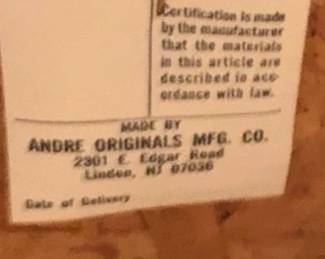 Certification is made
by the manufacturer
that the materials
in this article are
described in acc-
ordance with law.
MADE BY
ANDRE ORIGINALS MFG. CO.
2301 E. Edgar Road
Linden, NJ 07036
Date of Delivery